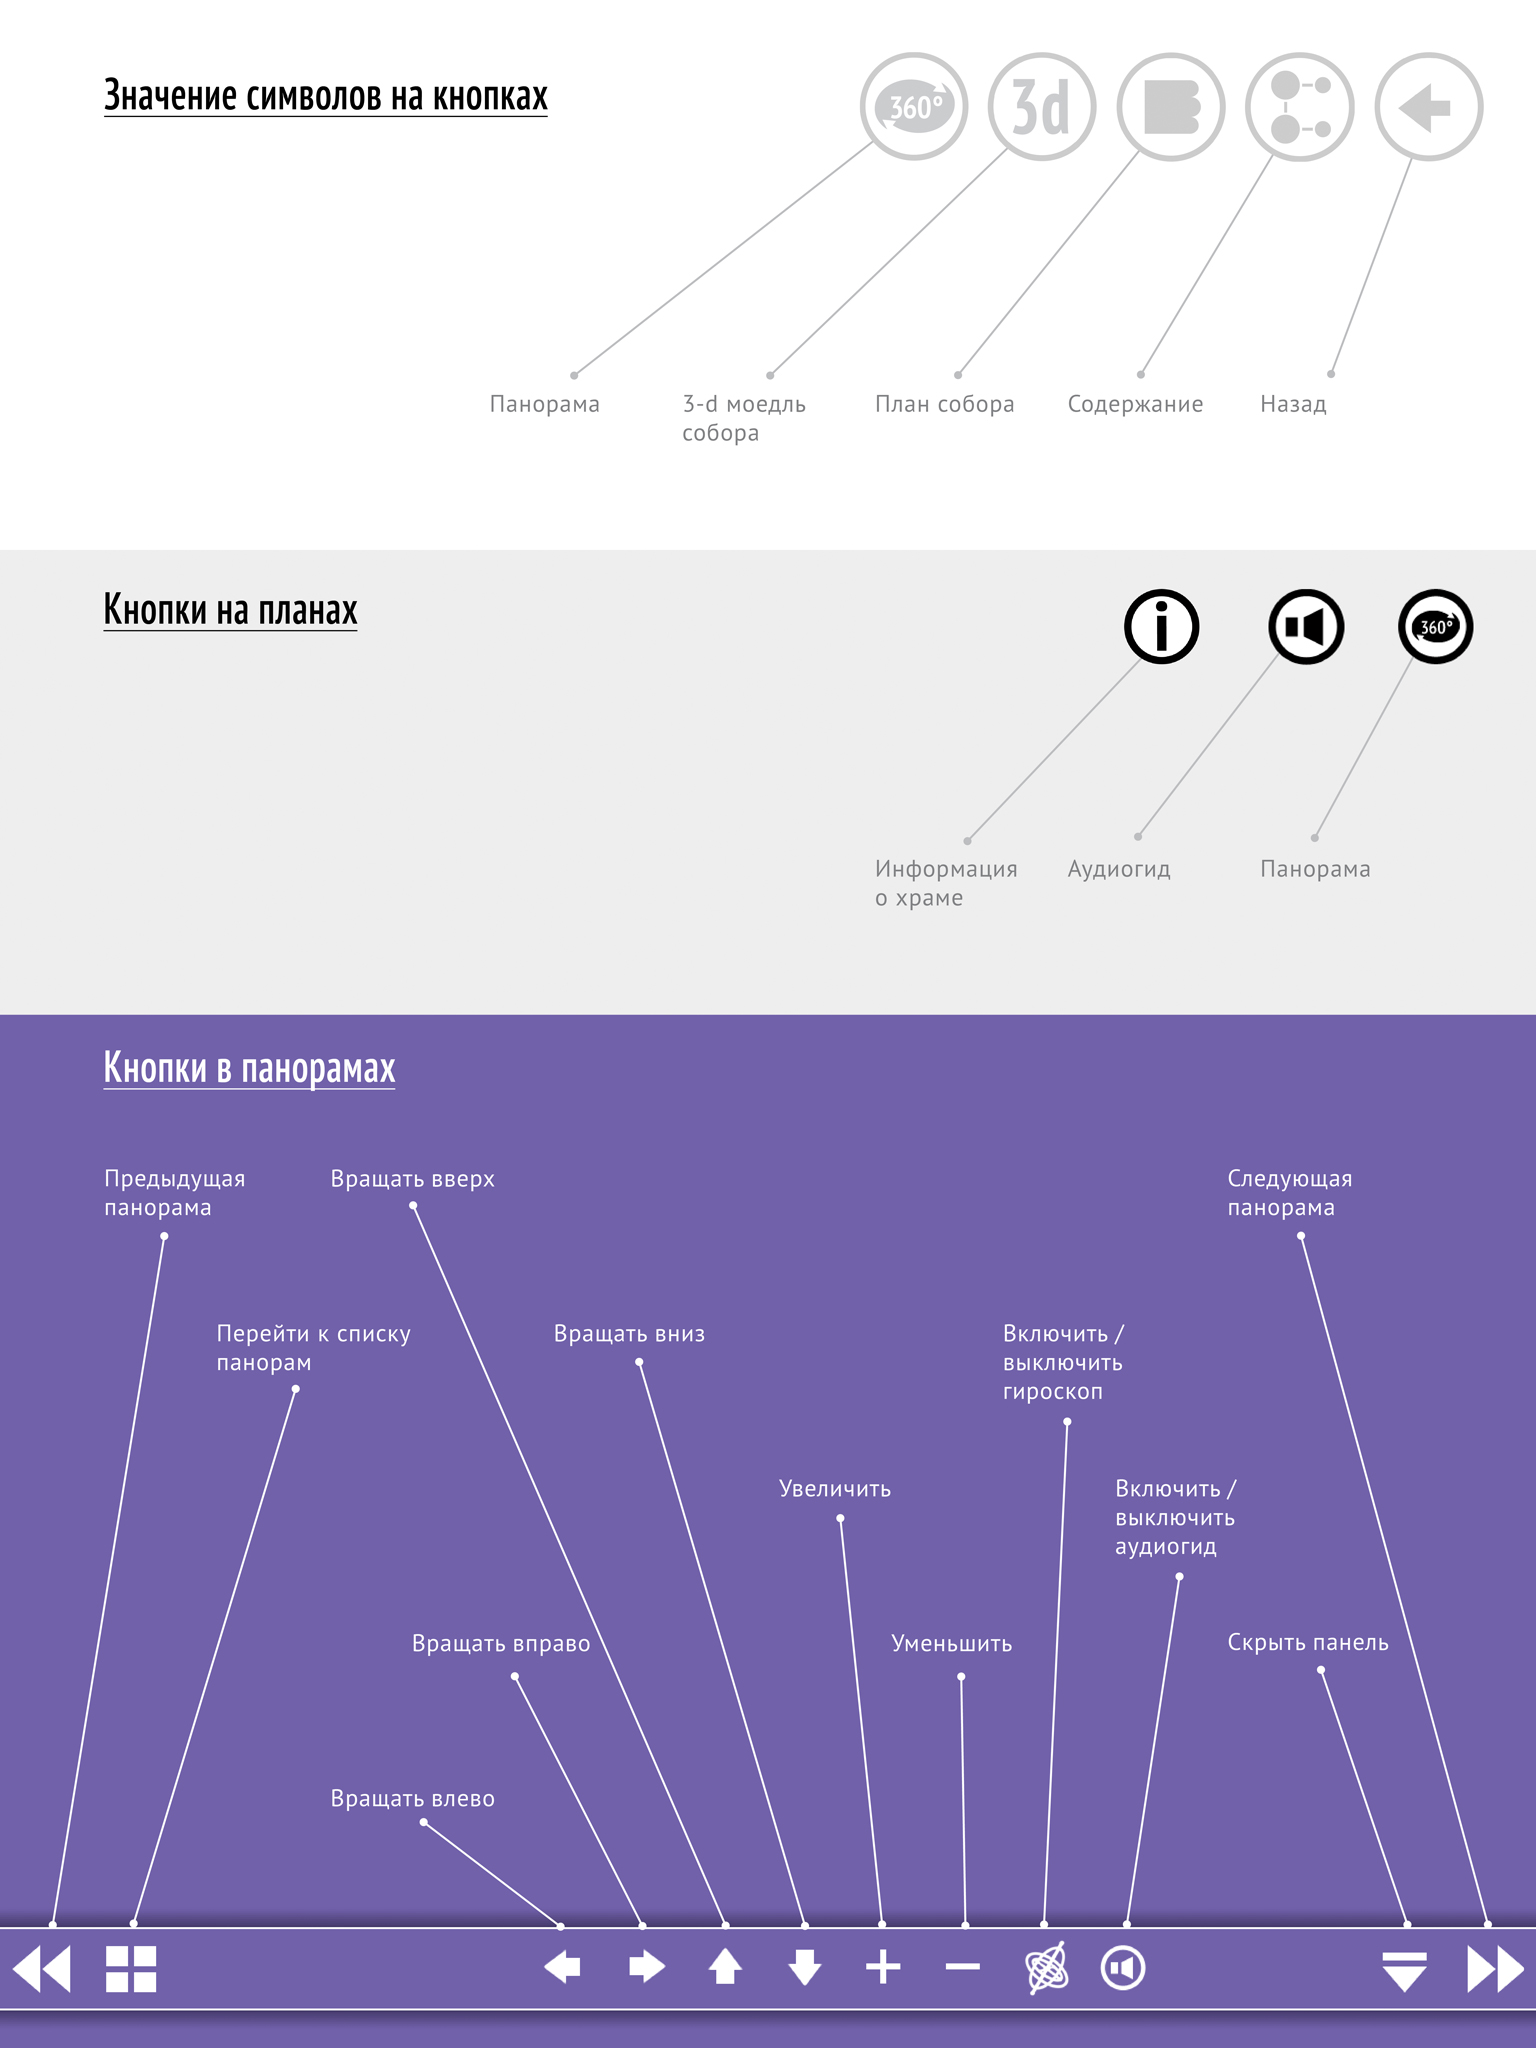 Значение символов на кнопках
360°
3d
Панорама
3-d моедль
собора
План собора
Содержание
Назад
Кнопки на планах
i
360°
Информация
о храме
Аудиогид
Панорама
Кнопки в панорамах
Предыдущая
панорама
Вращать вверх
Следующая
панорама
Перейти к списку
панорам
Вращать вниз
Включить /
выключить
гироскоп
Увеличить
Включить /
выключить
аудиогид
Вращать вправо
Уменьшить
Скрыть панель
Вращать влево